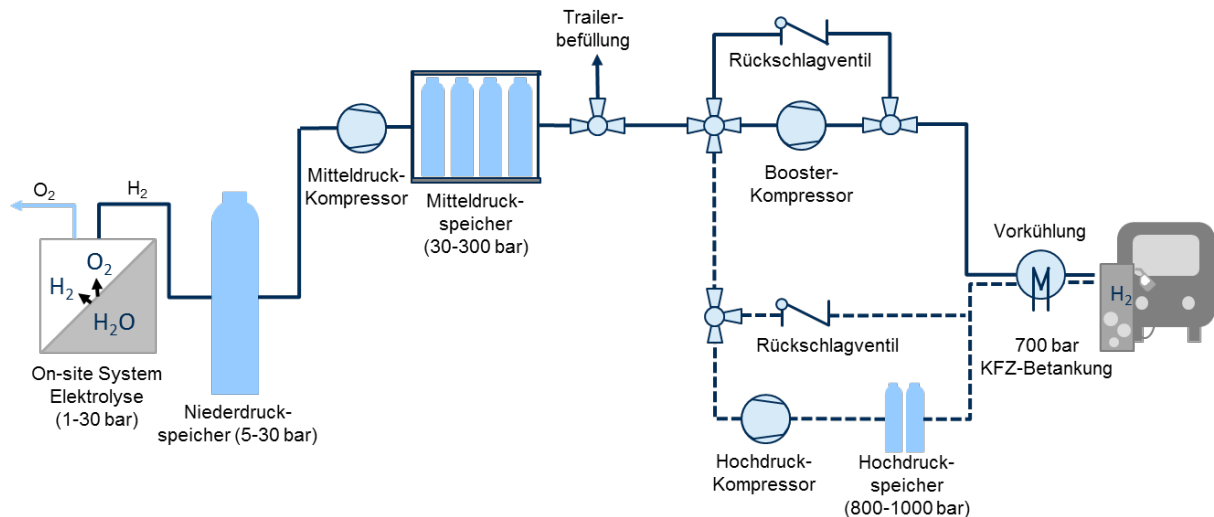 O₂
H₂
O₂
H₂
H₂O
On-site System
Elektrolyse
(1-30 bar)
Niederdruck-
speicher (5-30 bar)
Mitteldruck-
Kompressor
Mitteldruck-
speicher
(30-300 bar)
Trailer-
befüllung
Rückschlagventil
Booster-
Kompressor
Rückschlagventil
Hochdruck-
Kompressor
Hochdruck-
speicher
(800-1000 bar)
Vorkühlung
H₂
700 bar
KFZ-Betankung